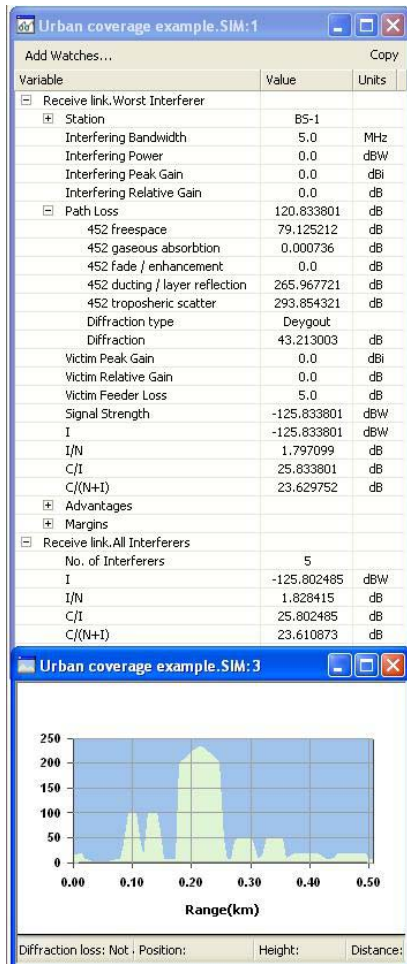 Urban coverage example.SIM:1
Add Watches... Copy
Variable Value Units
Receive link.Worst Interferer
Station BS-1
Interfering Bandwidth 5.0 MHz
Interfering Power 0.0 dBW
Interfering Peak Gain 0.0 dBi
Interfering Relative Gain 0.0 dB
Path Loss 120.833801 dB
452 freespace 79.125212 dB
452 gaseous absorbtion 0.000736 dB
452 fade / enhancement 0.0 dB
452 ducting / layer reflection 265.967721 dB
452 troposheric scatter 293.854321 dB
Diffraction type Deygout
Diffraction 43.213003 dB
Victim Peak Gain 0.0 dBi
Victim Relative Gain 0.0 dB
Victim Feeder Loss 5.0 dB
Signal Strength -125.833801 dBW
I -125.833801 dBW
I/N 1.797099 dB
C/I 25.833801 dB
C/(N+I) 23.629752 dB
Advantages
Margins
Receive link.All Interferers
No. of Interferers 5
I -125.802485 dBW
I/N 1.828415 dB
C/I 25.802485 dB
C/(N+I) 23.610873 dB
Urban coverage example.SIM:3
250
200
150
100
50
0
0.00 0.10 0.20 0.30 0.40 0.50
Range(km)
Diffraction loss: Not Position: Height: Distance: